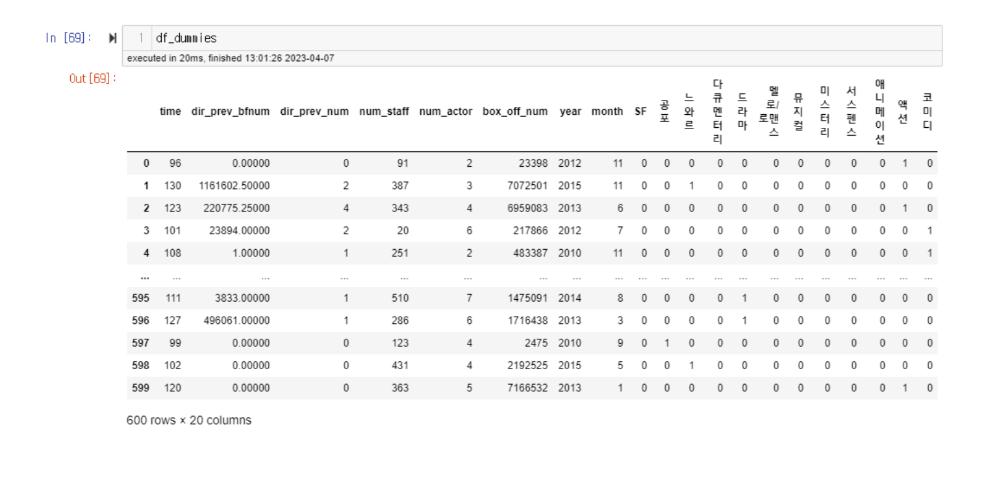 In [69]:
1 df_dummies
executed in 20ms, finished 13:01:26 2023-04-07
Out[69]:
time dir_prev_bfnum dir_prev_num num_staff num_actor box_off_num year month SF 공포 느와르 다큐멘터리 드라마 멜로/로맨스 뮤지컬 미스터리 서스펜스 애니메이션 액션 코미디
0 96 0.00000 0 91 2 23398 2012 11 0 0 0 0 0 0 0 0 0 0 1 0
1 130 1161602.50000 2 387 3 7072501 2015 11 0 0 1 0 0 0 0 0 0 0 0 0
2 123 220775.25000 4 343 4 6959083 2013 6 0 0 0 0 0 0 0 0 0 0 1 0
3 101 23894.00000 2 20 6 217866 2012 7 0 0 0 0 0 0 0 0 0 0 0 1
4 108 1.00000 1 251 2 483387 2010 11 0 0 0 0 0 0 0 0 0 0 0 1
... ... ... ... ... ... ... ... ... ... ... ... ... ... ... ... ... ... ... ... ...
595 111 3833.00000 1 510 7 1475091 2014 8 0 0 0 0 1 0 0 0 0 0 0 0
596 127 496061.00000 1 286 6 1716438 2013 3 0 0 0 0 1 0 0 0 0 0 0 0
597 99 0.00000 0 123 4 2475 2010 9 0 1 0 0 0 0 0 0 0 0 0 0
598 102 0.00000 0 431 4 2192525 2015 5 0 0 1 0 0 0 0 0 0 0 0 0
599 120 0.00000 0 363 5 7166532 2013 1 0 0 0 0 0 0 0 0 0 0 1 0
600 rows × 20 columns